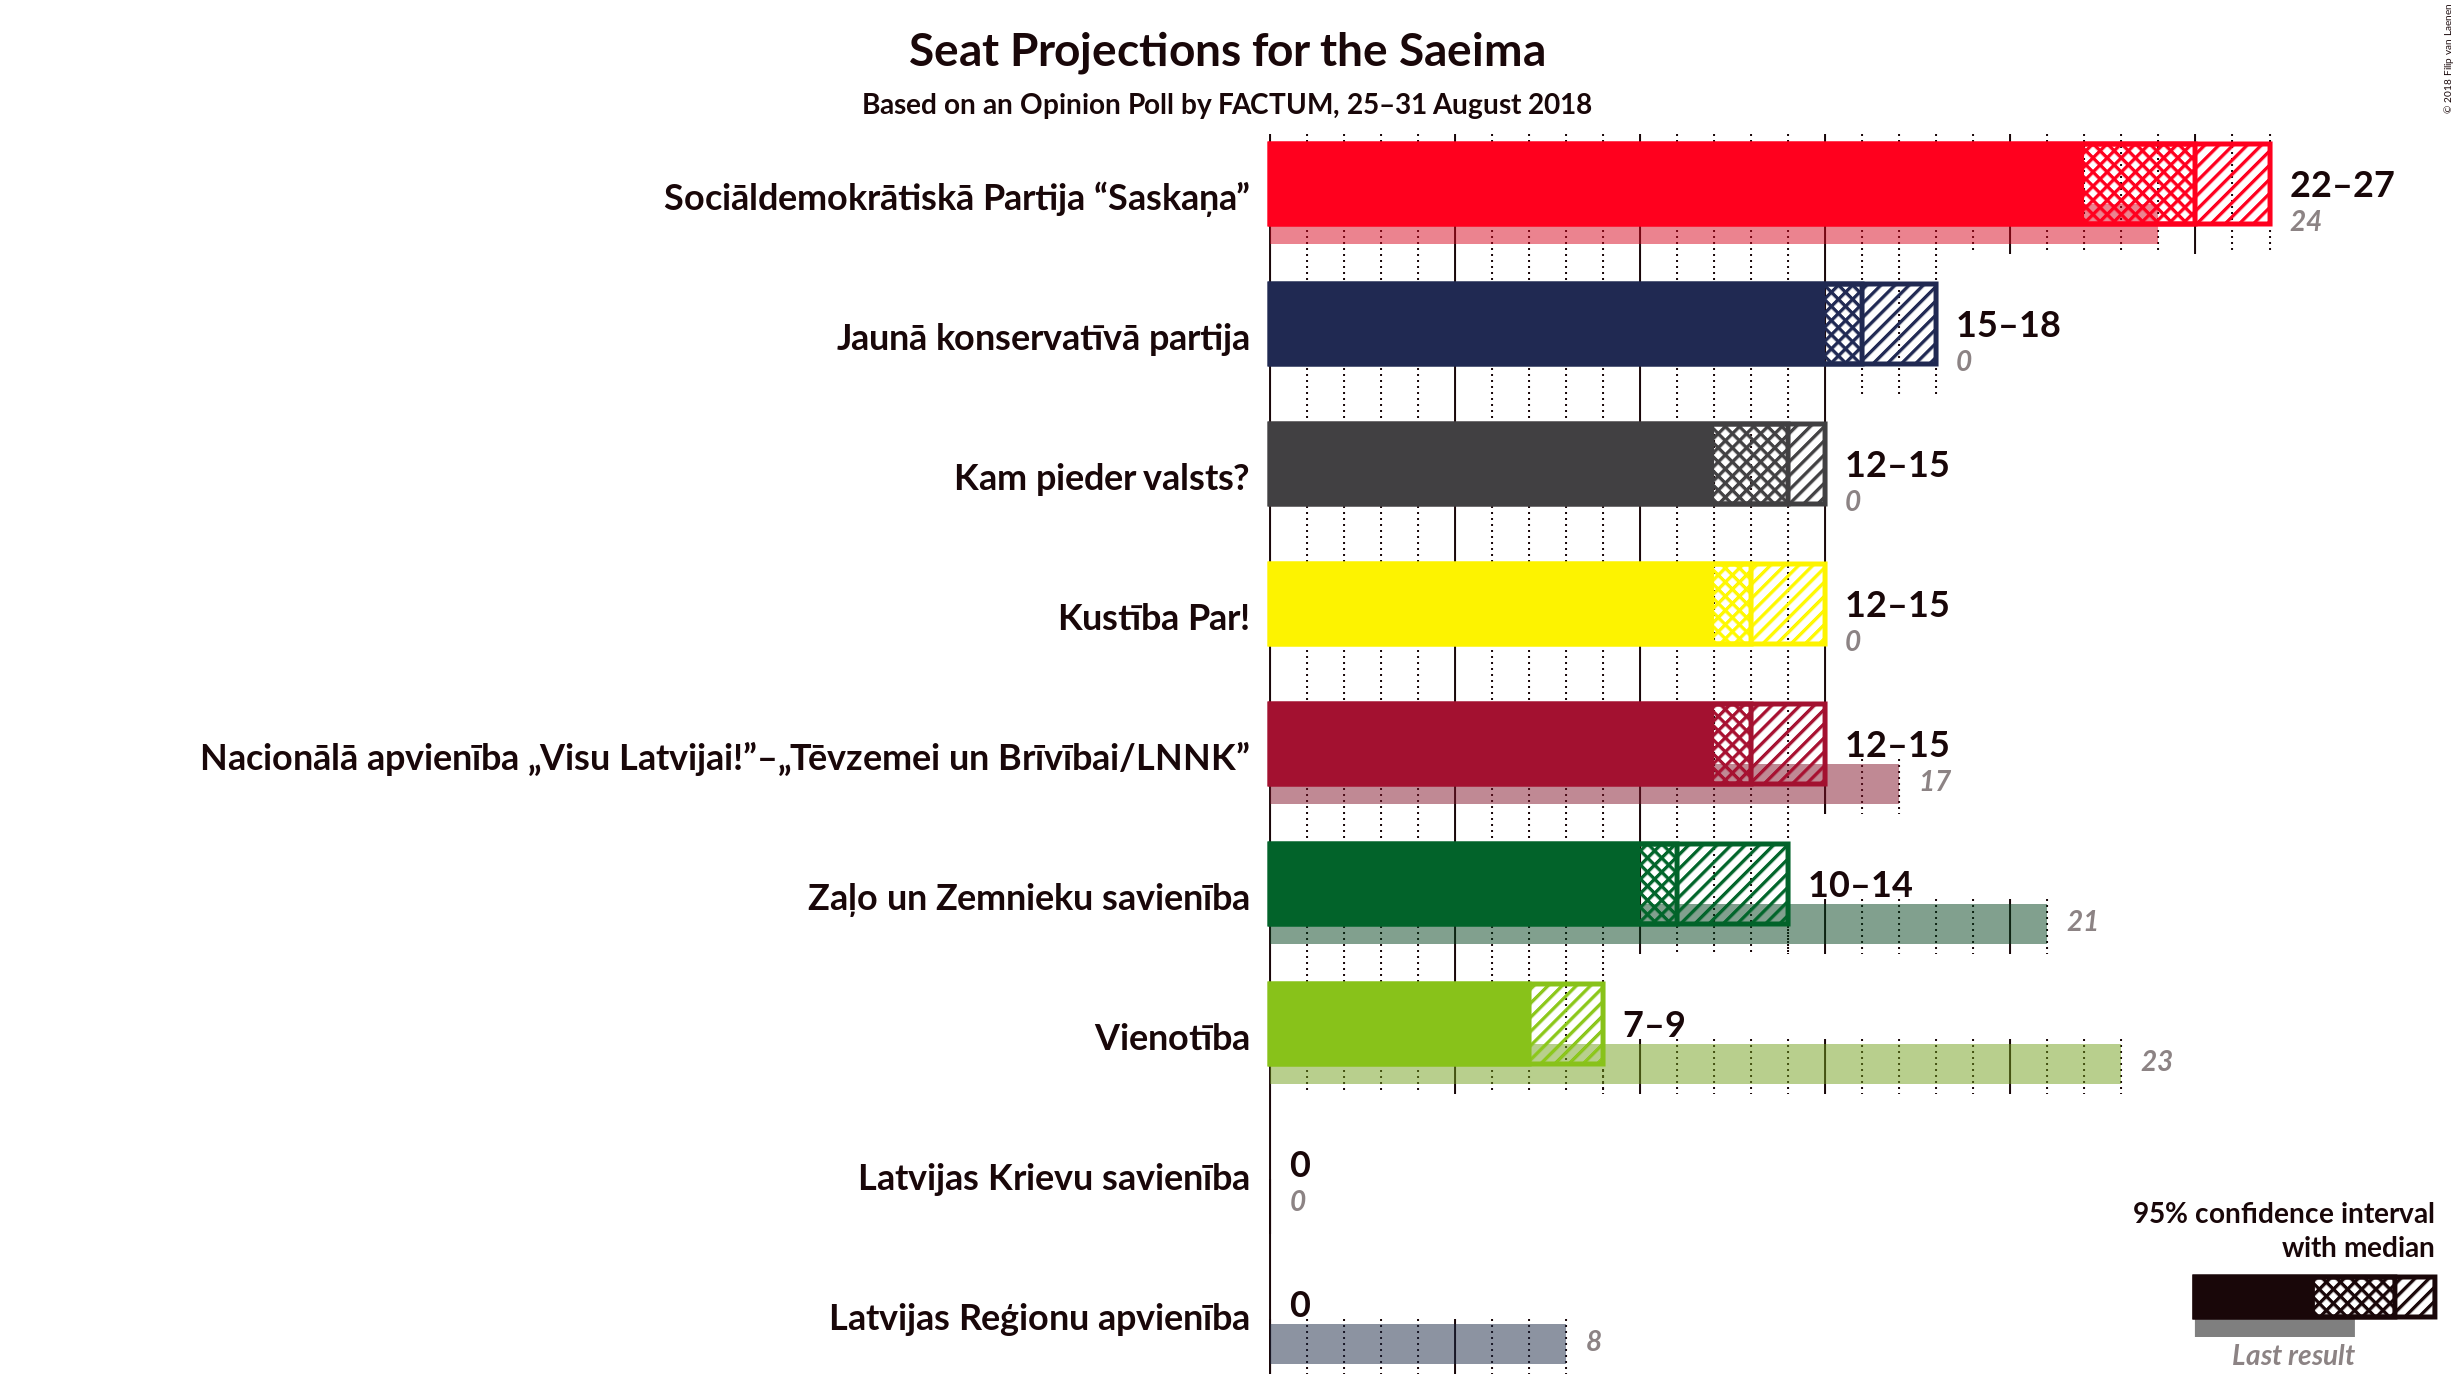 Seat Projections for the Saeima
Based on an Opinion Poll by FACTUM, 25–31 August 2018
© 2018 Filip van Laenen
Sociāldemokrātiskā Partija “Saskaņa”
22–27
24
Jaunā konservatīvā partija
15–18
0
Kam pieder valsts?
12–15
0
Kustība Par!
12–15
0
Nacionālā apvienība „Visu Latvijai!”–„Tēvzemei un Brīvībai/LNNK”
12–15
17
Zaļo un Zemnieku savienība
10–14
21
Vienotība
7–9
23
Latvijas Krievu savienība
0
0
Latvijas Reģionu apvienība
0
8
95% confidence interval
with median
Last result